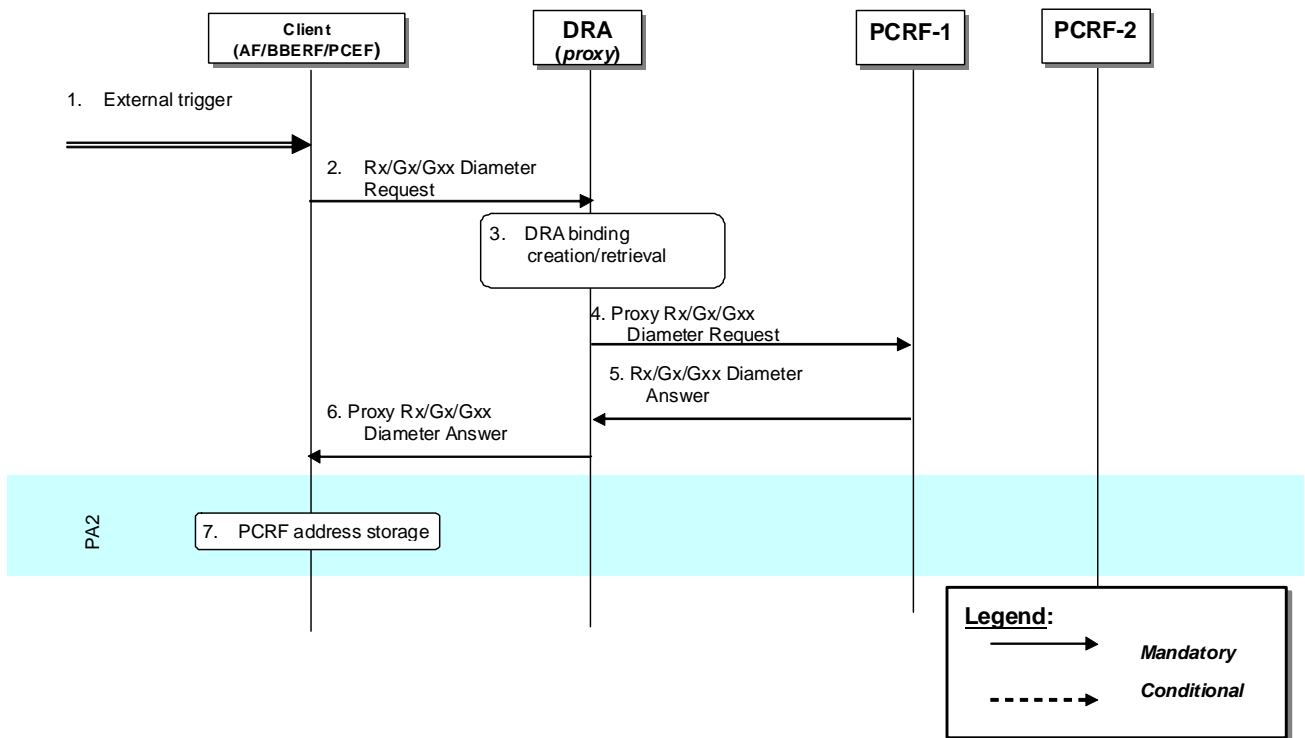 Client
(AF/BBERF/PCEF)
DRA
(proxy)
PCRF-1
PCRF-2
1. External trigger
2. Rx/Gx/Gxx Diameter
Request
3. DRA binding
creation/retrieval
4. Proxy Rx/Gx/Gxx
Diameter Request
5. Rx/Gx/Gxx Diameter
Answer
6. Proxy Rx/Gx/Gxx
Diameter Answer
PA2
7. PCRF address storage
Legend:
Mandatory
Conditional